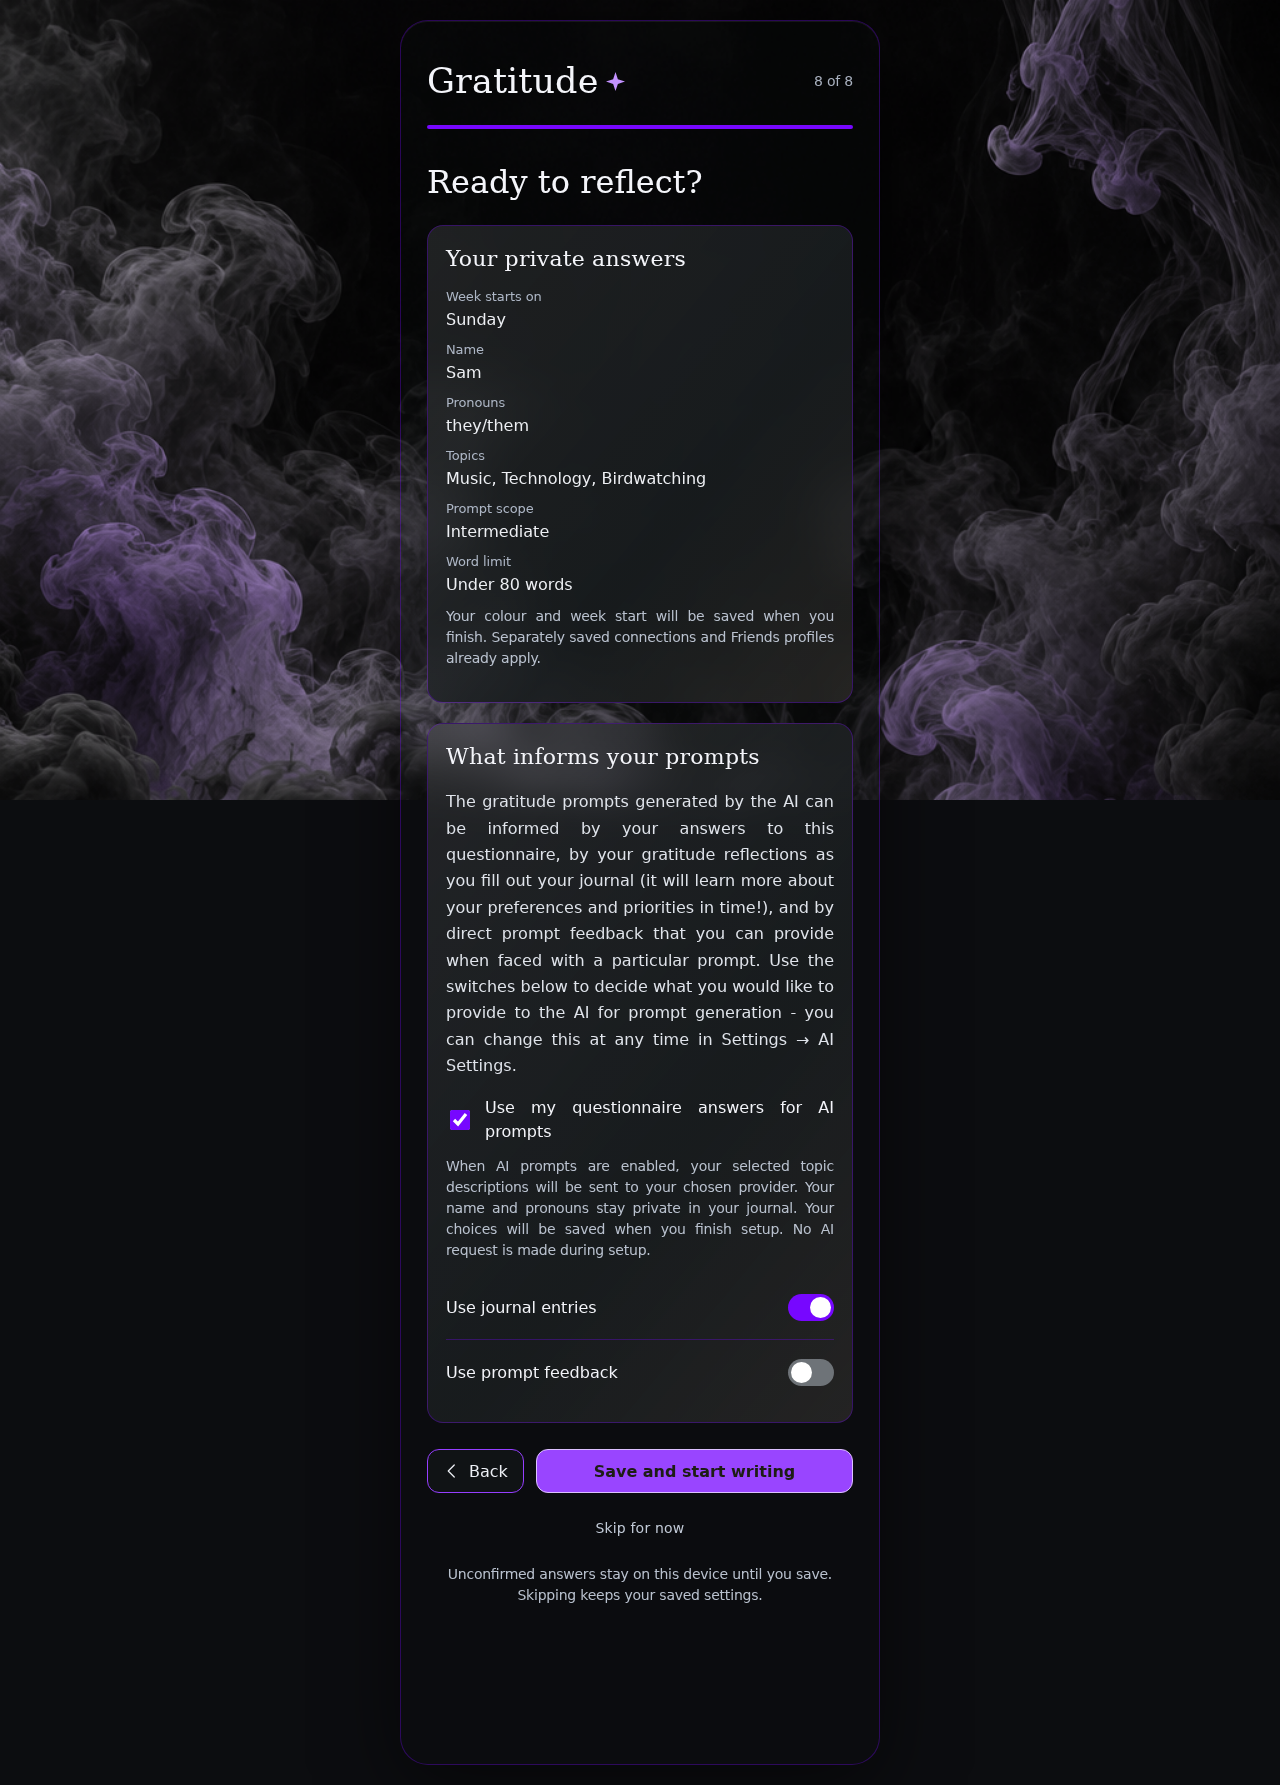 Gratitude
8 of 8
Ready to reflect?
Your private answers
Week starts on
Sunday
Name
Sam
Pronouns
they/them
Topics
Music, Technology, Birdwatching
Prompt scope
Intermediate
Word limit
Under 80 words
Your colour and week start will be saved when you
finish. Separately saved connections and Friends profiles
already apply.
What informs your prompts
The gratitude prompts generated by the AI can
be informed by your answers to this
questionnaire, by your gratitude reflections as
you fill out your journal (it will learn more about
your preferences and priorities in time!), and by
direct prompt feedback that you can provide
when faced with a particular prompt. Use the
switches below to decide what you would like to
provide to the AI for prompt generation - you
can change this at any time in Settings → AI
Settings.
Use my questionnaire answers for AI
prompts
When AI prompts are enabled, your selected topic
descriptions will be sent to your chosen provider. Your
name and pronouns stay private in your journal. Your
choices will be saved when you finish setup. No AI
request is made during setup.
Use journal entries
Use prompt feedback
Back
Save and start writing
Skip for now
Unconfirmed answers stay on this device until you save.
Skipping keeps your saved settings.